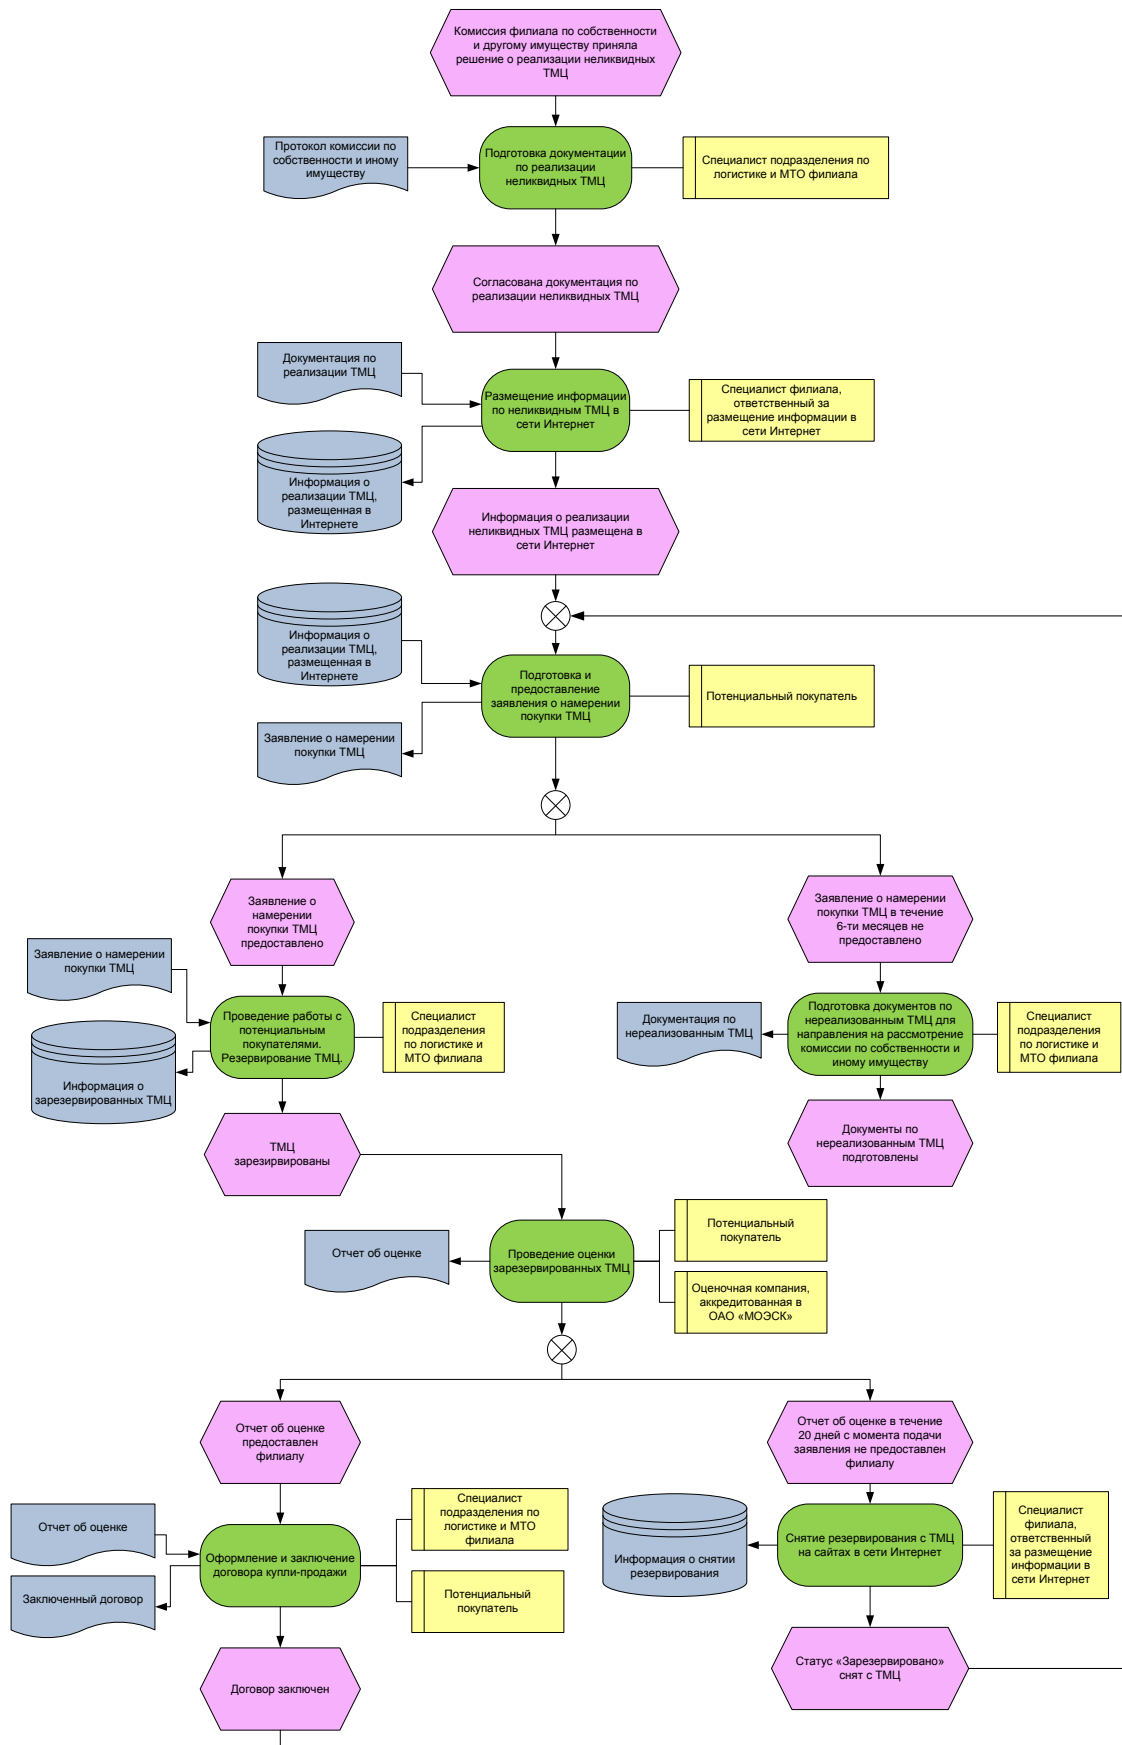 Комиссия филиала по собственности
и другому имуществу приняла
решение о реализации неликвидных
ТМЦ
Протокол комиссии по
собственности и иному
имуществу
Подготовка документации
по реализации
неликвидных ТМЦ
Специалист подразделения по
логистике и МТО филиала
Согласована документация по
реализации неликвидных ТМЦ
Документация по
реализации ТМЦ
Размещение информации
по неликвидным ТМЦ в
сети Интернет
Специалист филиала,
ответственный за
размещение информации в
сети Интернет
Информация о
реализации ТМЦ,
размещенная в
Интернете
Информация о реализации
неликвидных ТМЦ размещена в
сети Интернет
Информация о
реализации ТМЦ,
размещенная в
Интернете
Подготовка и
предоставление
заявления о намерении
покупки ТМЦ
Потенциальный покупатель
Заявление о намерении
покупки ТМЦ
Заявление о
намерении
покупки ТМЦ
предоставлено
Заявление о намерении
покупки ТМЦ в течение
6-ти месяцев не
предоставлено
Заявление о намерении
покупки ТМЦ
Проведение работы с
потенциальным
покупателями.
Резервирование ТМЦ.
Специалист
подразделения
по логистике и
МТО филиала
Информация о
зарезервированных ТМЦ
Документация по
нереализованным ТМЦ
Подготовка документов по
нереализованным ТМЦ для
направления на рассмотрение
комиссии по собственности и
иному имуществу
Специалист
подразделения
по логистике и
МТО филиала
ТМЦ
зарезирвированы
Документы по
нереализованным ТМЦ
подготовлены
Отчет об оценке
Проведение оценки
зарезервированных ТМЦ
Потенциальный
покупатель
Оценочная компания,
аккредитованная в
ОАО «МОЭСК»
Отчет об оценке
предоставлен
филиалу
Отчет об оценке в течение
20 дней с момента подачи
заявления не предоставлен
филиалу
Отчет об оценке
Оформление и заключение
договора купли-продажи
Специалист
подразделения по
логистике и МТО
филиала
Заключенный договор
Потенциальный
покупатель
Информация о снятии
резервирования
Снятие резервирования с ТМЦ
на сайтах в сети Интернет
Специалист
филиала,
ответственный
за размещение
информации в
сети Интернет
Договор заключен
Статус «Зарезервировано»
снят с ТМЦ